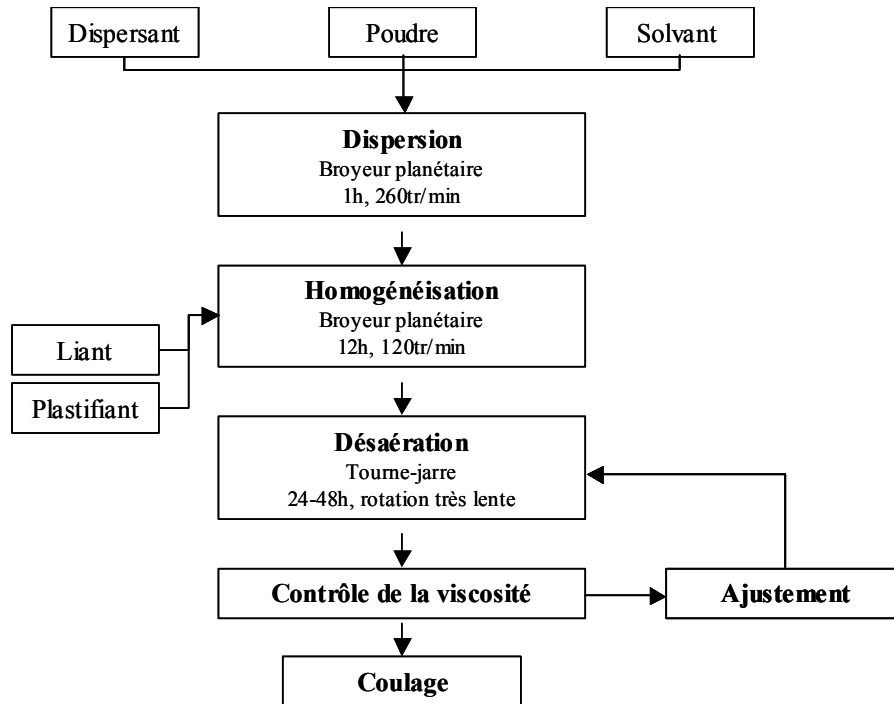 Dispersant
Poudre
Solvant
Dispersion
Broyeur planétaire
1h, 260tr/min
Homogénéisation
Broyeur planétaire
12h, 120tr/min
Liant
Plastifiant
Désaération
Tourne-jarre
24-48h, rotation très lente
Contrôle de la viscosité
Ajustement
Coulage